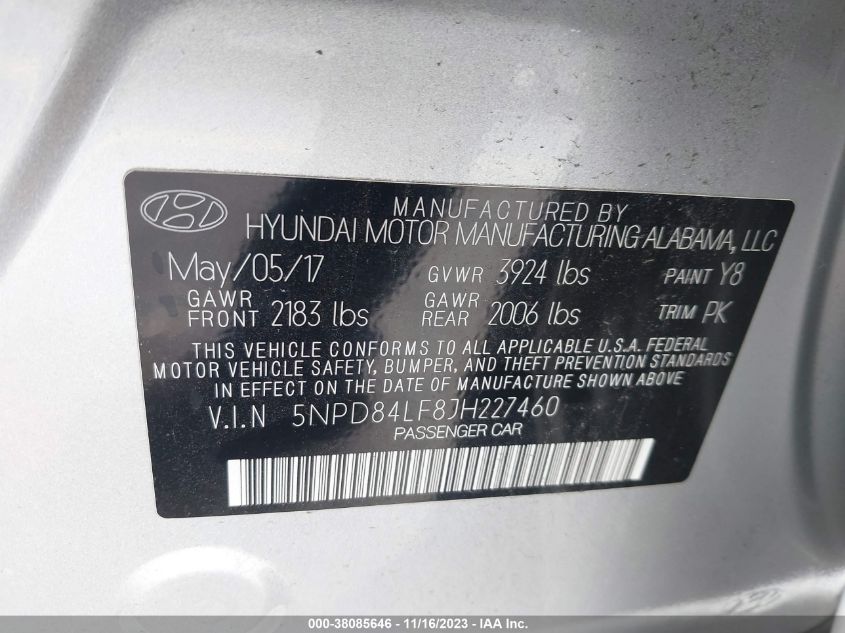 MANUFACTURED BY
HYUNDAI MOTOR MANUFACTURING ALABAMA, LLC
May/05/17 GVWR 3924 lbs PAINT Y8
GAWR FRONT 2183 lbs GAWR REAR 2006 lbs TRIM PK
THIS VEHICLE CONFORMS TO ALL APPLICABLE U.S.A. FEDERAL
MOTOR VEHICLE SAFETY, BUMPER, AND THEFT PREVENTION STANDARDS
IN EFFECT ON THE DATE OF MANUFACTURE SHOWN ABOVE
V.I.N 5NPD84LF8JH227460
PASSENGER CAR
000-38085646 - 11/16/2023 - IAAI.COM